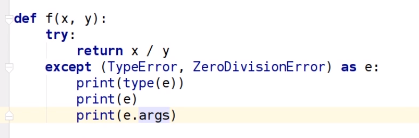 def f(x, y):
    try:
        return x / y
    except (TypeError, ZeroDivisionError) as e:
        print(type(e))
        print(e)
        print(e.args)